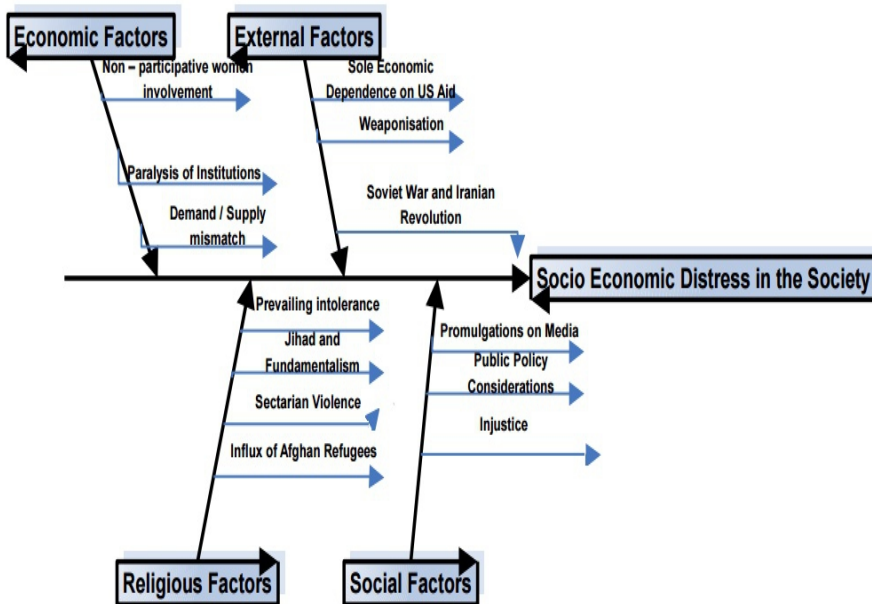 Economic Factors
External Factors
Non – participative women
involvement
Paralysis of Institutions
Demand / Supply
mismatch
Sole Economic
Dependence on US Aid
Weaponisation
Soviet War and Iranian
Revolution
Socio Economic Distress in the Society
Prevailing intolerance
Jihad and
Fundamentalism
Sectarian Violence
Influx of Afghan Refugees
Promulgations on Media
Public Policy
Considerations
Injustice
Religious Factors
Social Factors